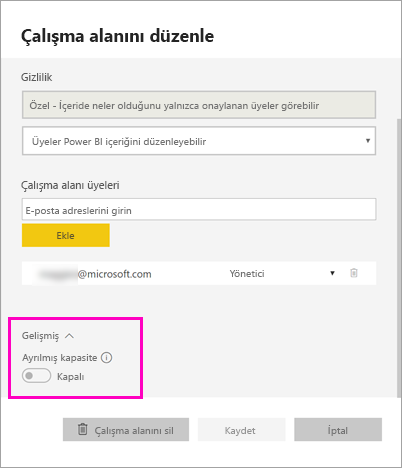 Çalışma alanını düzenle
Gizlilik
Özel - İçeride neler olduğunu yalnızca onaylanan üyeler görebilir
Üyeler Power BI içeriğini düzenleyebilir
Çalışma alanı üyeleri
E-posta adreslerini girin
Ekle
@microsoft.com Yönetici
Gelişmiş
Ayrılmış kapasite
Kapalı
Çalışma alanını sil Kaydet İptal